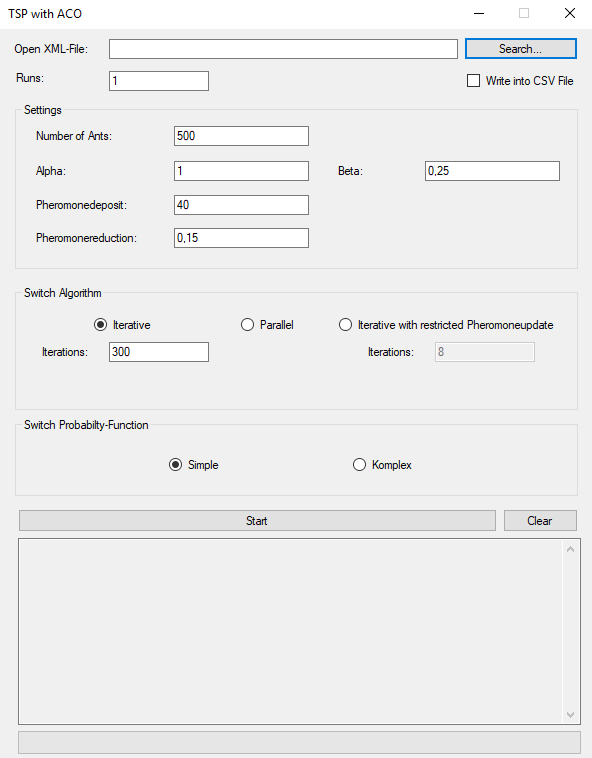 TSP with ACO
Open XML-File: Search...
Runs: 1 Write into CSV File
Settings
Number of Ants: 500
Alpha: 1 Beta: 0,25
Pheromonedeposit: 40
Pheromonereduction: 0,15
Switch Algorithm
Iterative Parallel Iterative with restricted Pheromoneupdate
Iterations: 300 Iterations: 8
Switch Probabilty-Function
Simple Komplex
Start Clear